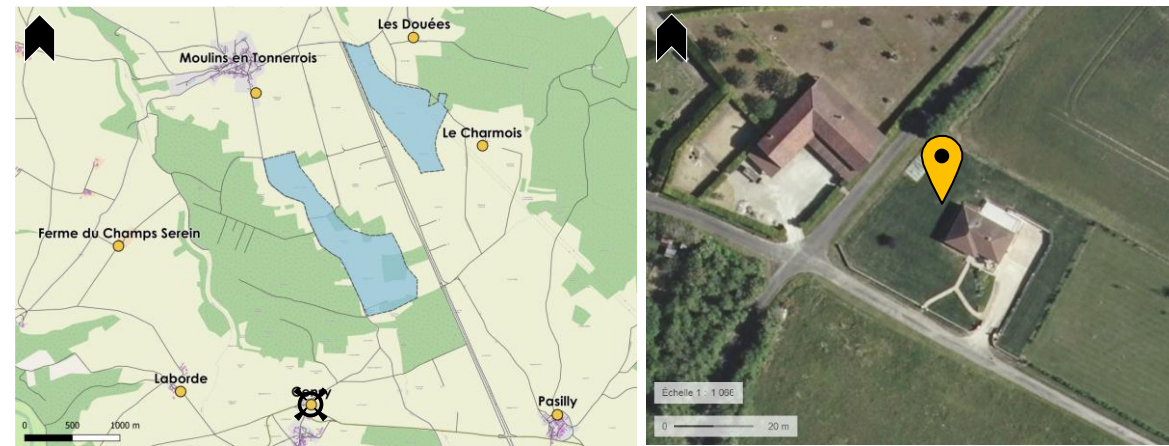 Les Douées
Moulins en Tonnerrois
Le Charmois
Ferme du Champs Serein
Laborde
Pasilly
0 500 1000 m
Échelle 1 : 1 066
0 20 m